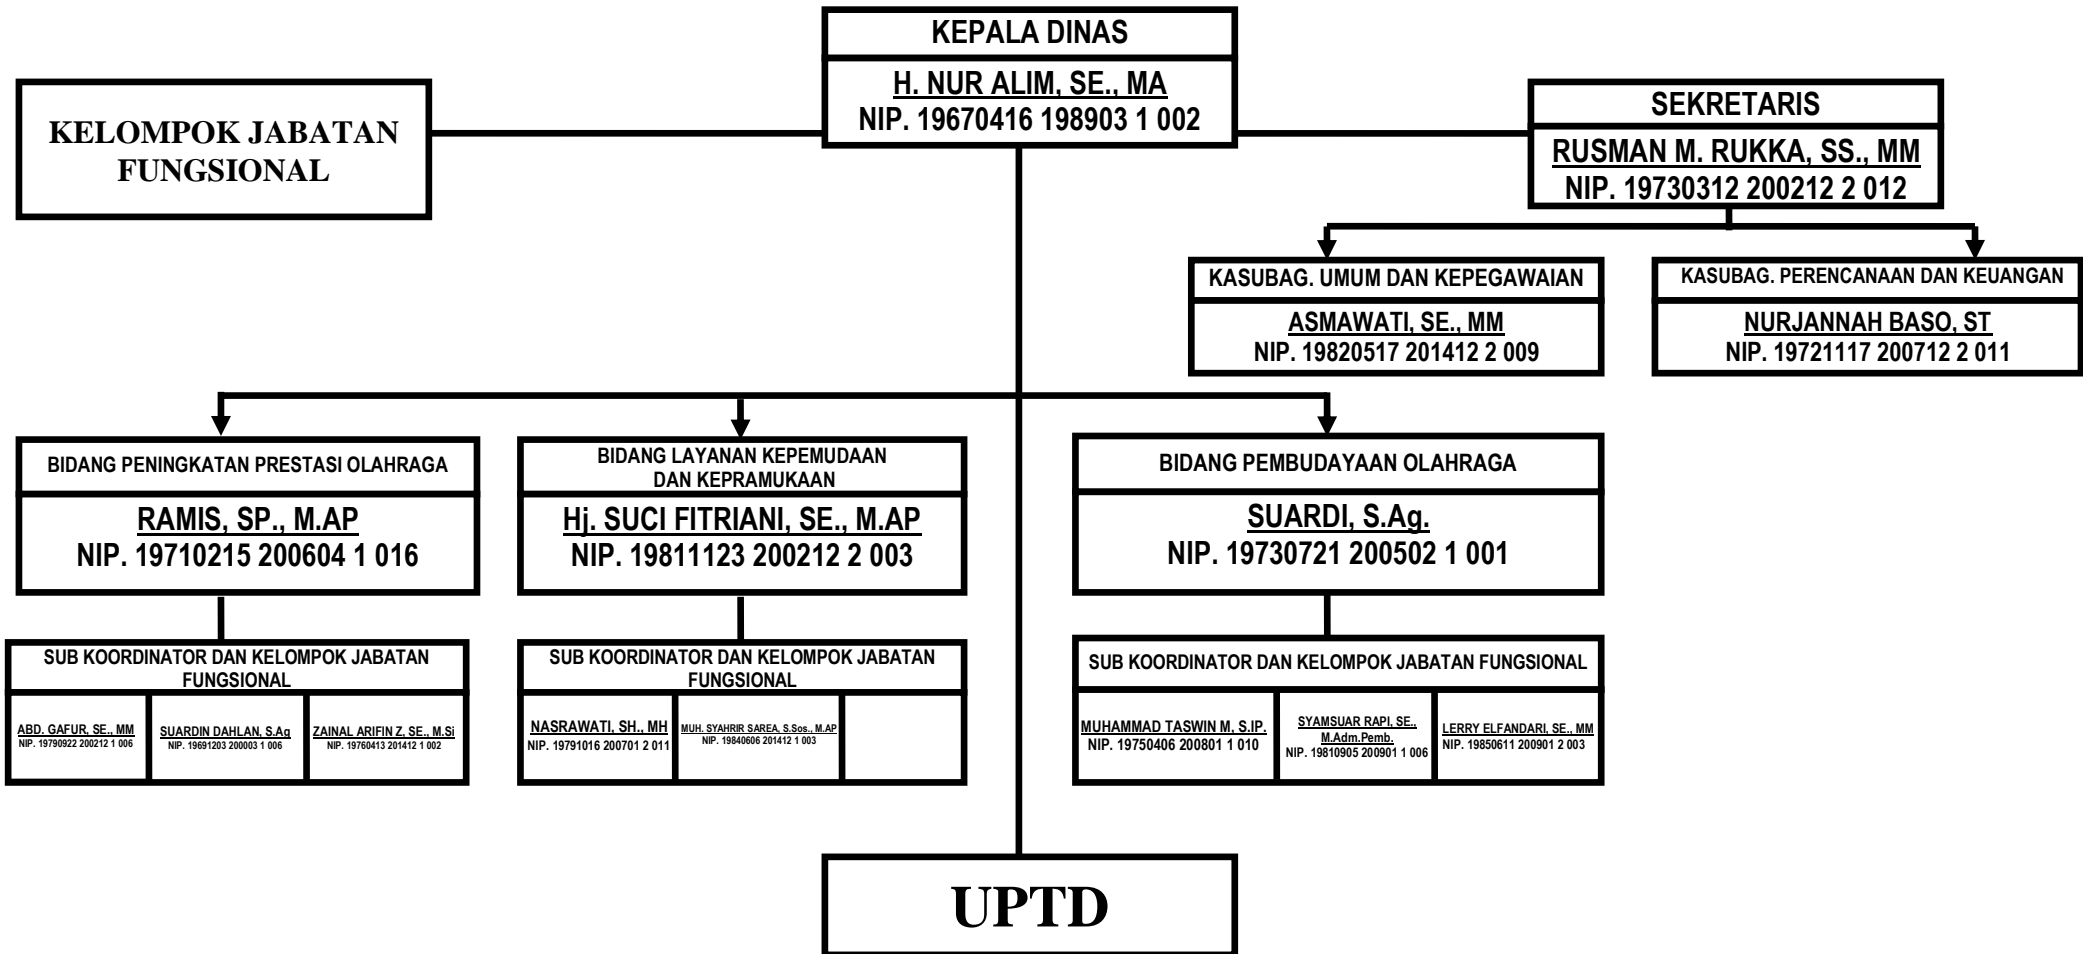 KEPALA DINAS
H. NUR ALIM, SE., MA
NIP. 19670416 198903 1 002
KELOMPOK JABATAN
FUNGSIONAL
SEKRETARIS
RUSMAN M. RUKKA, SS., MM
NIP. 19730312 200212 2 012
KASUBAG. UMUM DAN KEPEGAWAIAN
ASMAWATI, SE., MM
NIP. 19820517 201412 2 009
KASUBAG. PERENCANAAN DAN KEUANGAN
NURJANNAH BASO, ST
NIP. 19721117 200712 2 011
BIDANG PENINGKATAN PRESTASI OLAHRAGA
RAMIS, SP., M.AP
NIP. 19710215 200604 1 016
BIDANG LAYANAN KEPEMUDAAN
DAN KEPRAMUKAAN
Hj. SUCI FITRIANI, SE., M.AP
NIP. 19811123 200212 2 003
BIDANG PEMBUDAYAAN OLAHRAGA
SUARDI, S.Ag.
NIP. 19730721 200502 1 001
SUB KOORDINATOR DAN KELOMPOK JABATAN
FUNGSIONAL
ABD. GAFUR, SE., MM
NIP. 19790922 200212 1 006
SUARDIN DAHLAN, S.Ag
NIP. 19691203 200003 1 006
ZAINAL ARIFIN Z, SE., M.Si
NIP. 19760413 201412 1 002
SUB KOORDINATOR DAN KELOMPOK JABATAN
FUNGSIONAL
NASRAWATI, SH., MH
NIP. 19791016 200701 2 011
MUH. SYAHRIR SAREA, S.Sos., M.AP
NIP. 19840606 201412 1 003
SUB KOORDINATOR DAN KELOMPOK JABATAN FUNGSIONAL
MUHAMMAD TASWIN M, S.IP.
NIP. 19750406 200801 1 010
SYAMSUAR RAPI, SE.,
M.Adm.Pemb.
NIP. 19810905 200901 1 006
LERRY ELFANDARI, SE., MM
NIP. 19850611 200901 2 003
UPTD